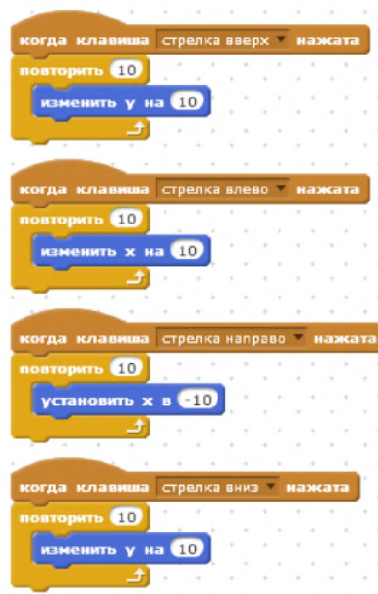 когда клавиша стрелка вверх нажата
повторить 10
изменить y на 10
когда клавиша стрелка влево нажата
повторить 10
изменить x на 10
когда клавиша стрелка направо нажата
повторить 10
установить x в -10
когда клавиша стрелка вниз нажата
повторить 10
изменить y на 10